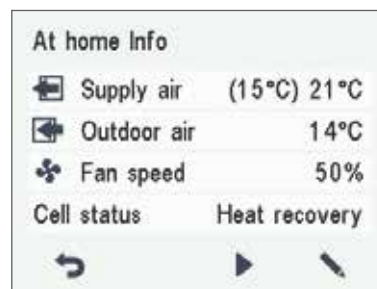 At home Info
Supply air (15°C) 21°C
Outdoor air 14°C
Fan speed 50%
Cell status Heat recovery